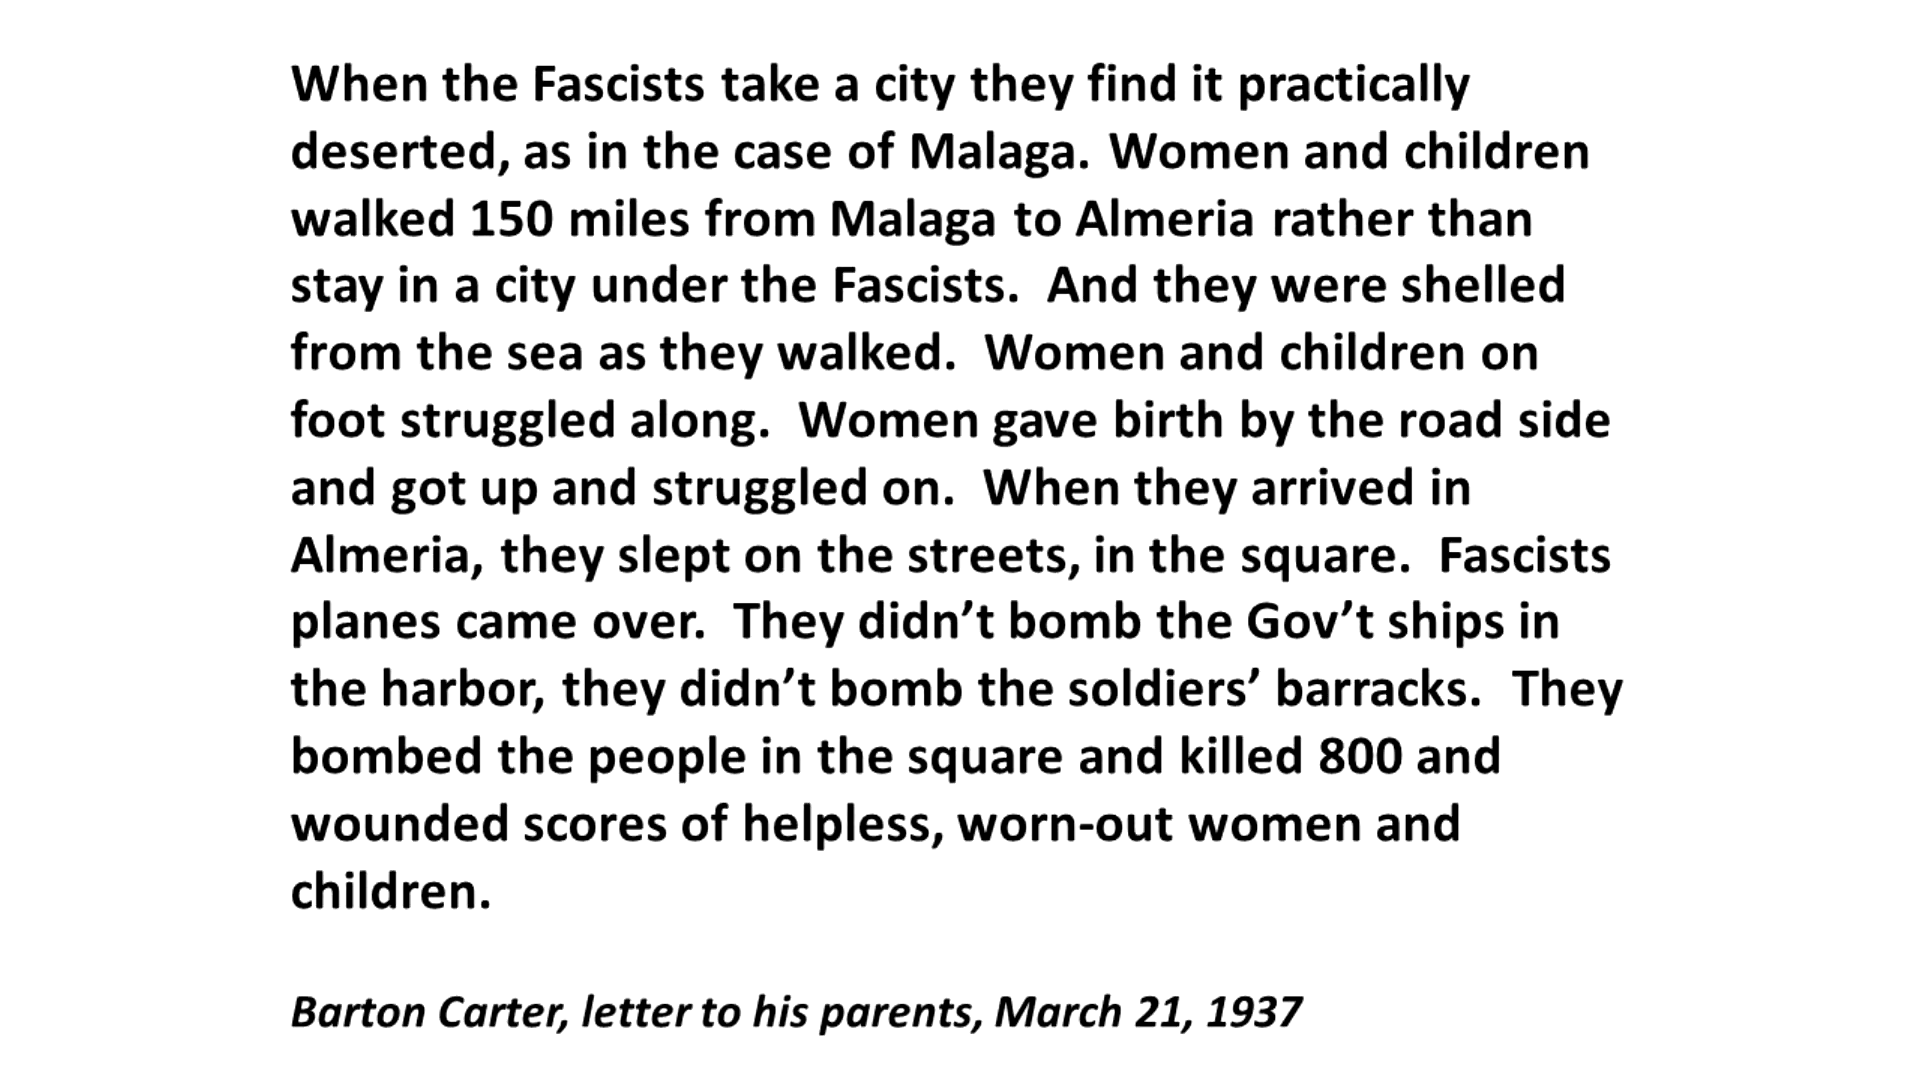 When the Fascists take a city they find it practically
deserted, as in the case of Malaga. Women and children
walked 150 miles from Malaga to Almeria rather than
stay in a city under the Fascists.  And they were shelled
from the sea as they walked.  Women and children on
foot struggled along.  Women gave birth by the road side
and got up and struggled on.  When they arrived in
Almeria, they slept on the streets, in the square.  Fascists
planes came over.  They didn’t bomb the Gov’t ships in
the harbor, they didn’t bomb the soldiers’ barracks.  They
bombed the people in the square and killed 800 and
wounded scores of helpless, worn-out women and
children.
Barton Carter, letter to his parents, March 21, 1937